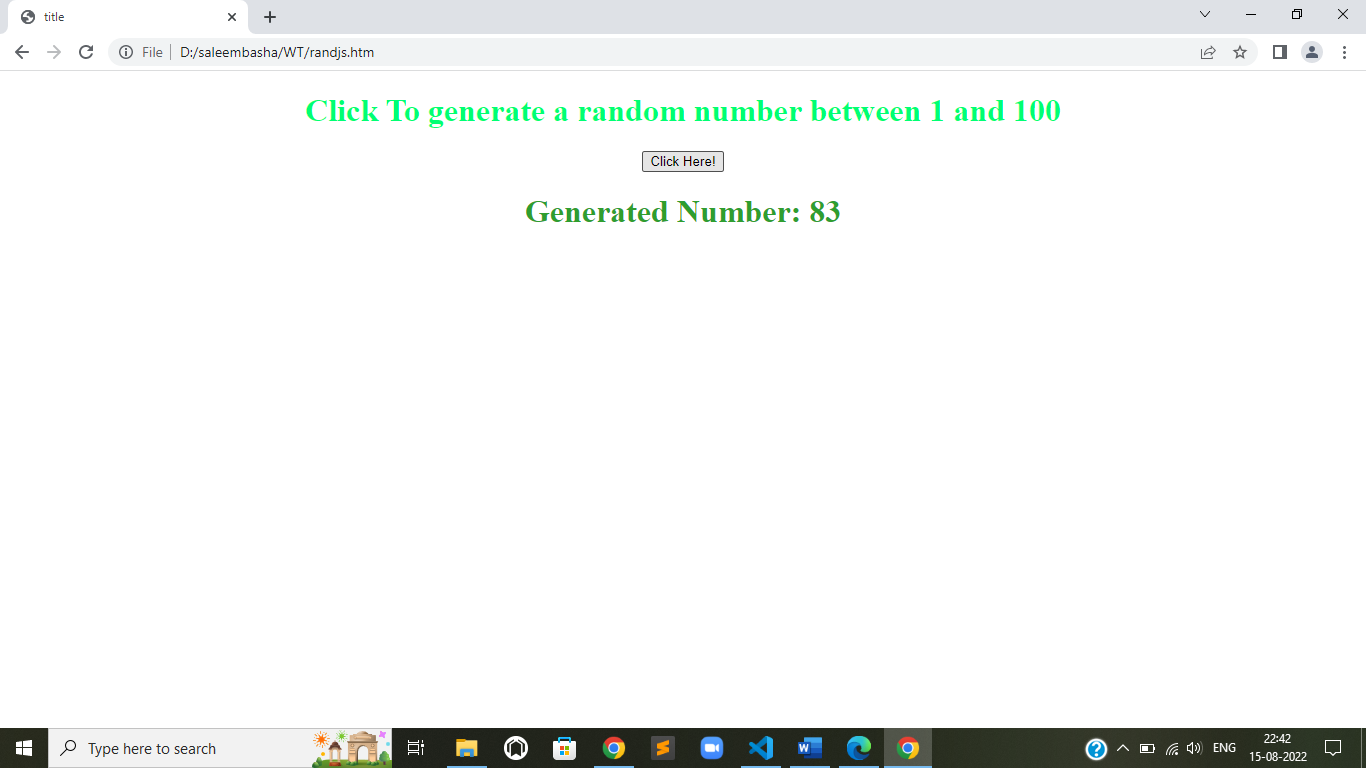 title
File
D:/saleembasha/WT/randjs.htm
Click To generate a random number between 1 and 100
Click Here!
Generated Number: 83
Type here to search
ENG
22:42
15-08-2022